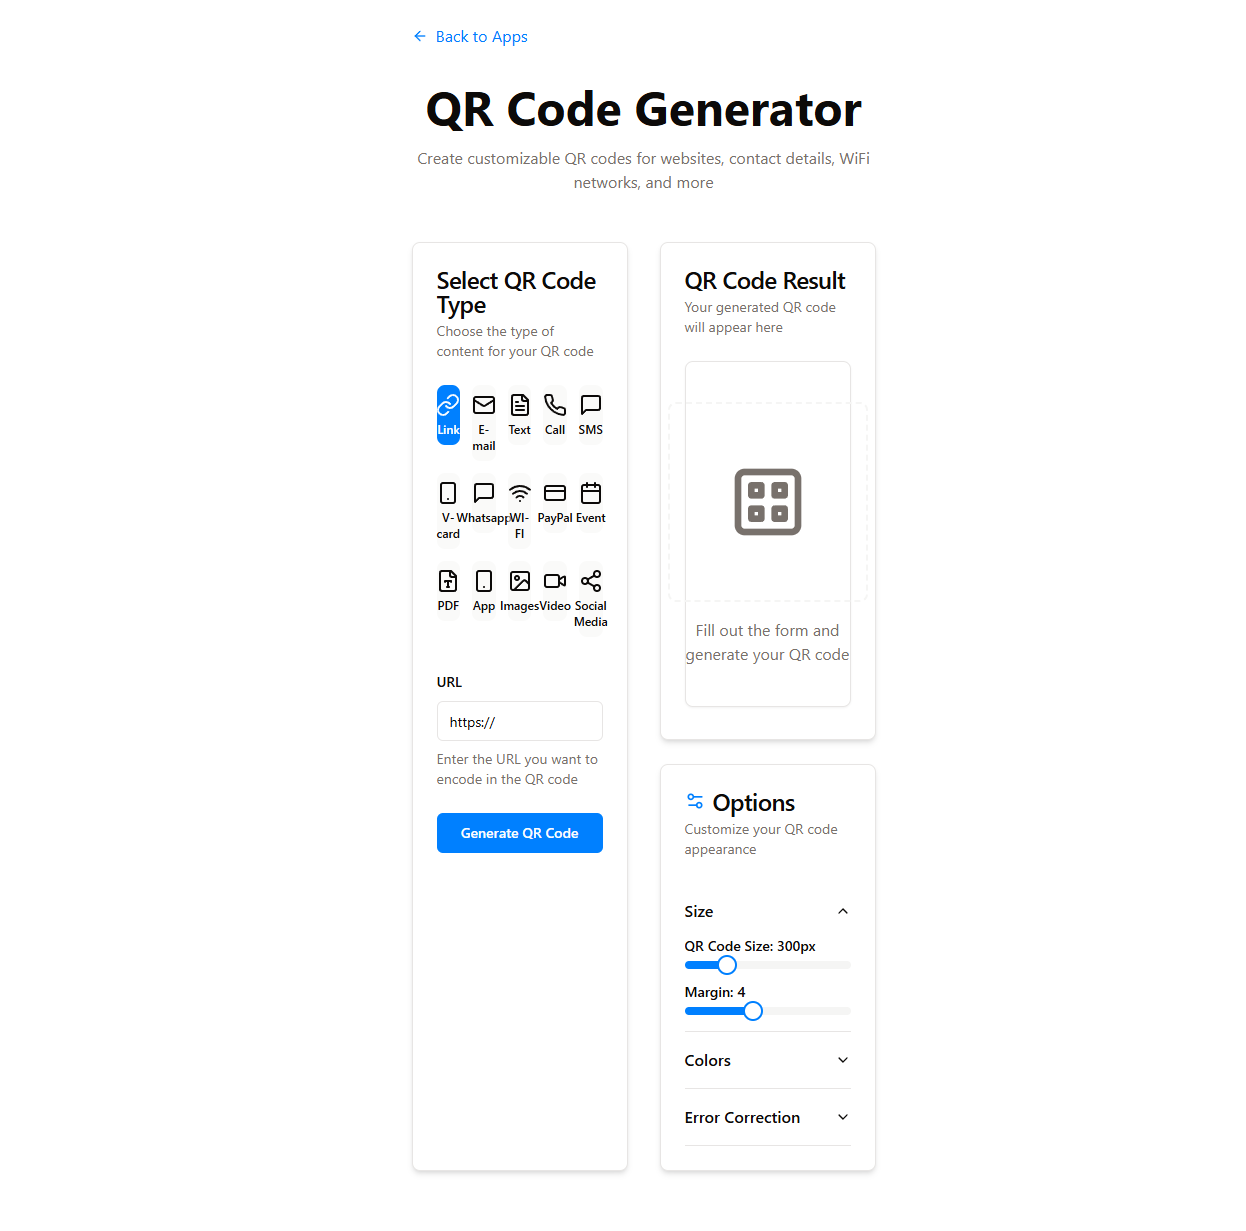 Back to Apps
QR Code Generator
Create customizable QR codes for websites, contact details, WiFi
networks, and more
Select QR Code
Type
Choose the type of
content for your QR code
Link
E-
mail
Text
Call
SMS
V-
card
Whatsapp
WI-
FI
PayPal
Event
PDF
App
Images
Video
Social
Media
URL
https://
Enter the URL you want to
encode in the QR code
Generate QR Code
QR Code Result
Your generated QR code
will appear here
Fill out the form and
generate your QR code
Options
Customize your QR code
appearance
Size
QR Code Size: 300px
Margin: 4
Colors
Error Correction